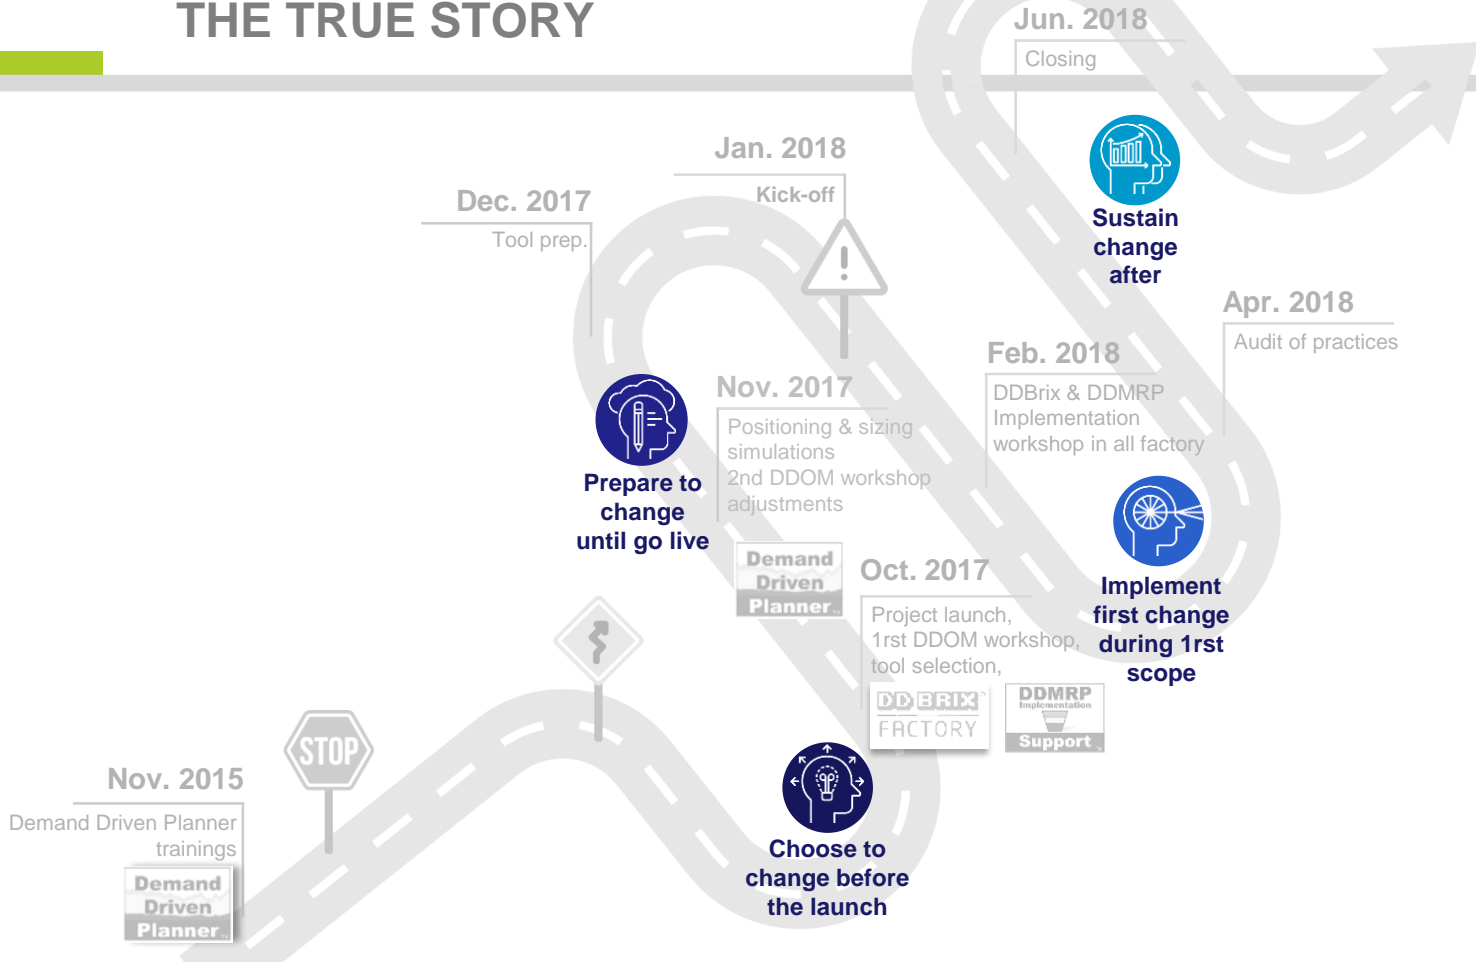 THE TRUE STORY
Jun. 2018
Closing
Jan. 2018
Kick-off
Dec. 2017
Tool prep.
Sustain
change
after
Apr. 2018
Audit of practices
Feb. 2018
DDBrix & DDMRP
Implementation
workshop in all factory
Nov. 2017
Positioning & sizing
simulations
2nd DDOM workshop
adjustments
Demand
Driven
Planner
Prepare to
change
until go live
Oct. 2017
Project launch,
1rst DDOM workshop,
tool selection,
DD BRIX
FACTORY
DDMRP
Implementation
Support
Implement
first change
during 1rst
scope
STOP
Nov. 2015
Demand Driven Planner
trainings
Demand
Driven
Planner
Choose to
change before
the launch